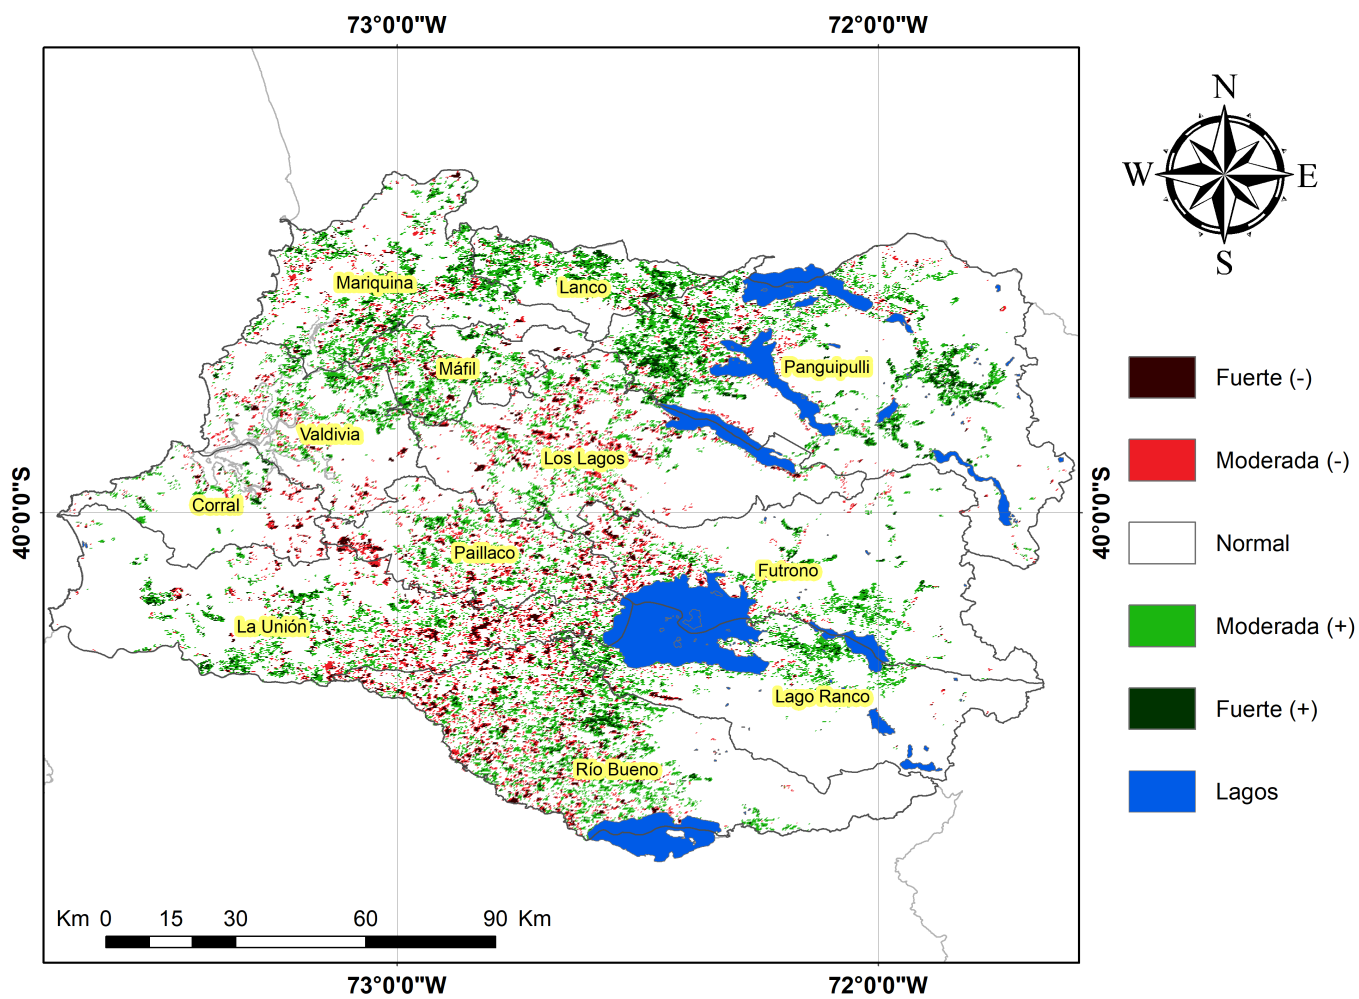 73°0'0"W
72°0'0"W
N
W
E
S
Mariquina
Lanco
Máfil
Panguipulli
Valdivia
Los Lagos
Corral
40°0'0"S
40°0'0"S
Paillaco
Futrono
La Unión
Lago Ranco
Río Bueno
Fuerte (-)
Moderada (-)
Normal
Moderada (+)
Fuerte (+)
Lagos
Km 0 15 30 60 90 Km
73°0'0"W
72°0'0"W